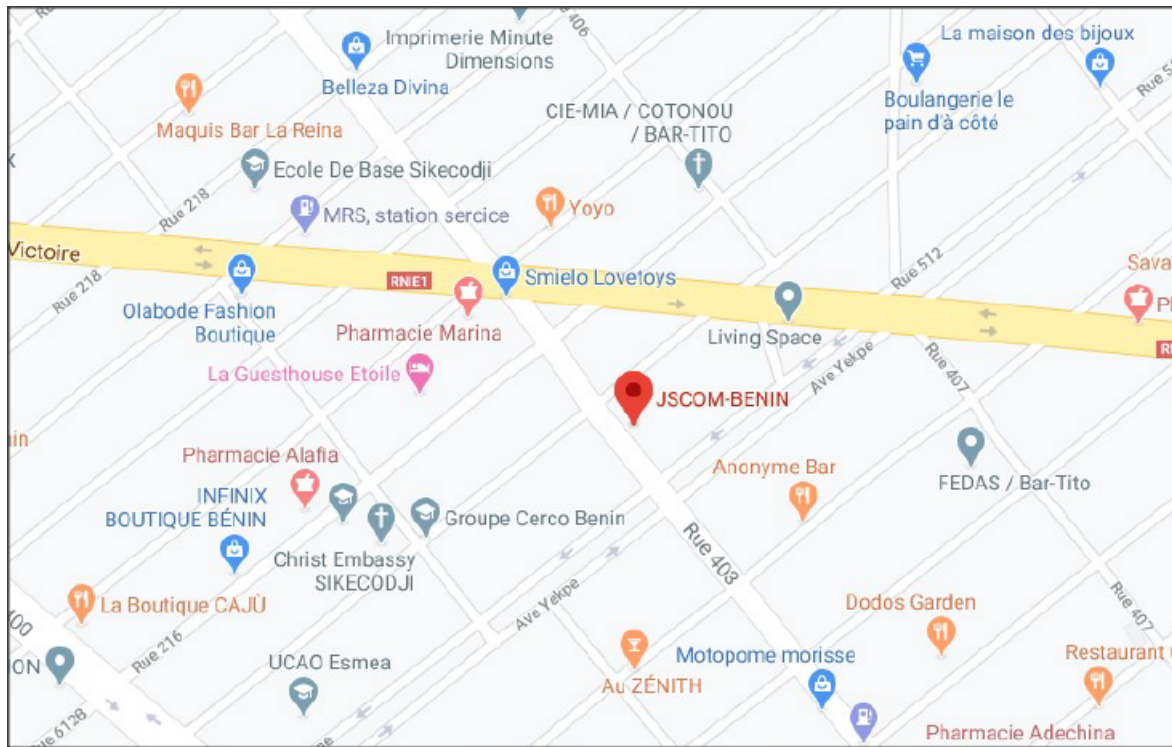 Rue 406
Imprimerie Minute
Dimensions
Belleza Divina
La maison des bijoux
Boulangerie le
pain d'à côté
CIE-MIA / COTONOU
/ BAR-TITO
Maquis Bar La Reina
Ecole De Base Sikecodji
Rue 218
MRS, station sercice
Yoyo
Victoire
Rue 218
RNIE1
Smielo Lovetoys
Rue 512
Olabode Fashion
Boutique
Pharmacie Marina
Living Space
Ave Yekpe
Rue 407
La Guesthouse Etoile
JSCOM-BENIN
Pharmacie Alafia
Anonyme Bar
FEDAS / Bar-Tito
INFINIX
BOUTIQUE BÉNIN
Groupe Cerco Benin
Rue 403
Christ Embassy
SIKECODJI
Ave Yekpe
La Boutique CAJÙ
Dodos Garden
Rue 407
Rue 216
UCAO Esmea
Au ZÉNITH
Motopome morisse
Restaurant
Rue 6128
Pharmacie Adechina